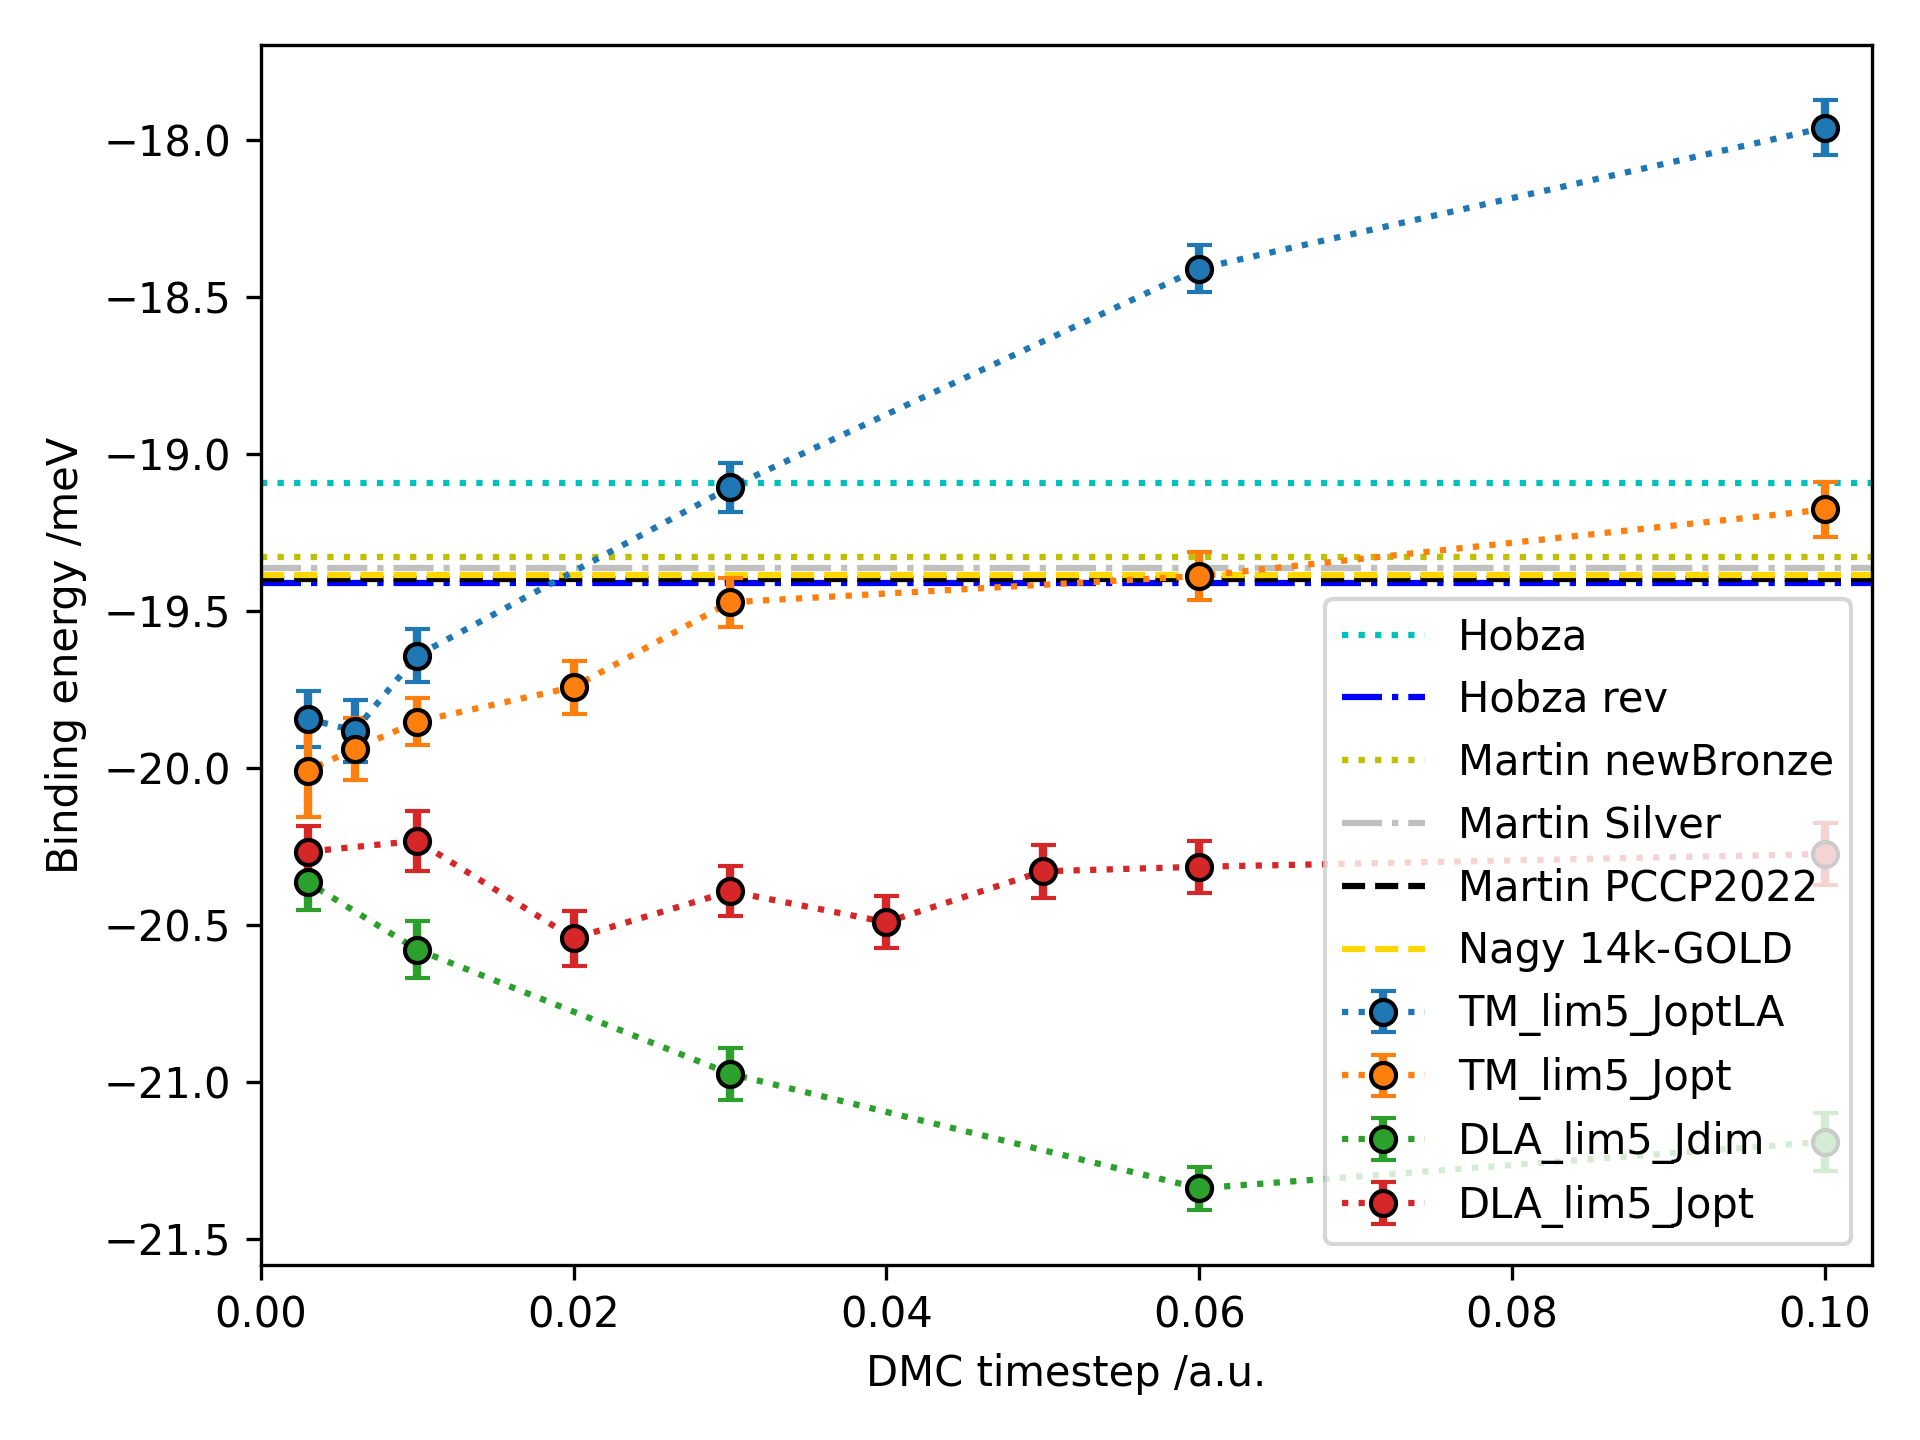 Binding energy /meV
−18.0
−18.5
−19.0
−19.5
−20.0
−20.5
−21.0
−21.5
0.00 0.02 0.04 0.06 0.08 0.10
DMC timestep /a.u.
Hobza
Hobza rev
Martin newBronze
Martin Silver
Martin PCCP2022
Nagy 14k-GOLD
TM_lim5_JoptLA
TM_lim5_Jopt
DLA_lim5_Jdim
DLA_lim5_Jopt